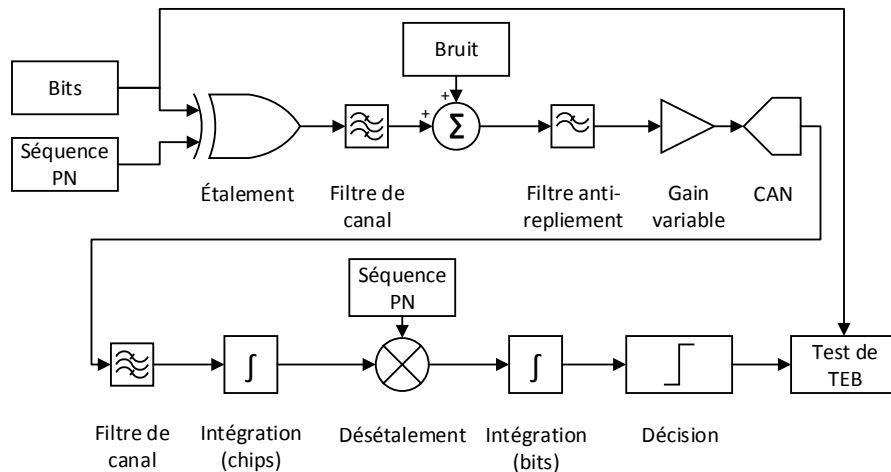 Bits
Bruit
Séquence
PN
+
+
Σ
Étalement
Filtre de
canal
Filtre anti-
repliement
Gain
variable
CAN
Séquence
PN
∫
∫
Test de
TEB
Filtre de
canal
Intégration
(chips)
Désétalement
Intégration
(bits)
Décision